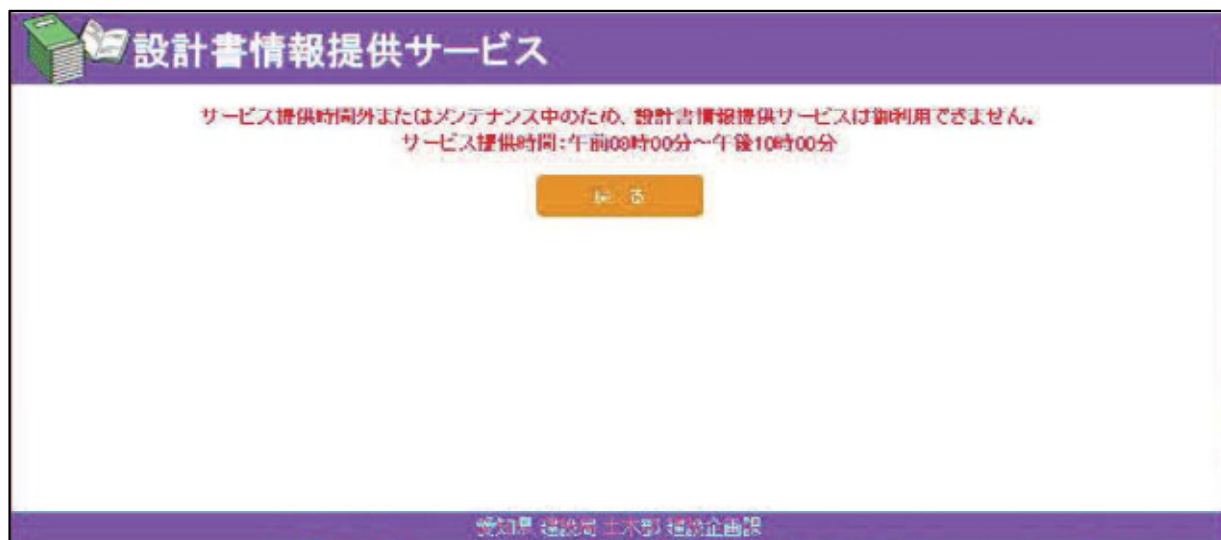 設計書情報提供サービス
サービス提供時間外またはメンテナンス中のため、設計書情報提供サービスは御利用できません。
サービス提供時間:午前08時00分～午後10時00分
戻 る
愛知県 建設局 土木部 建設企画課